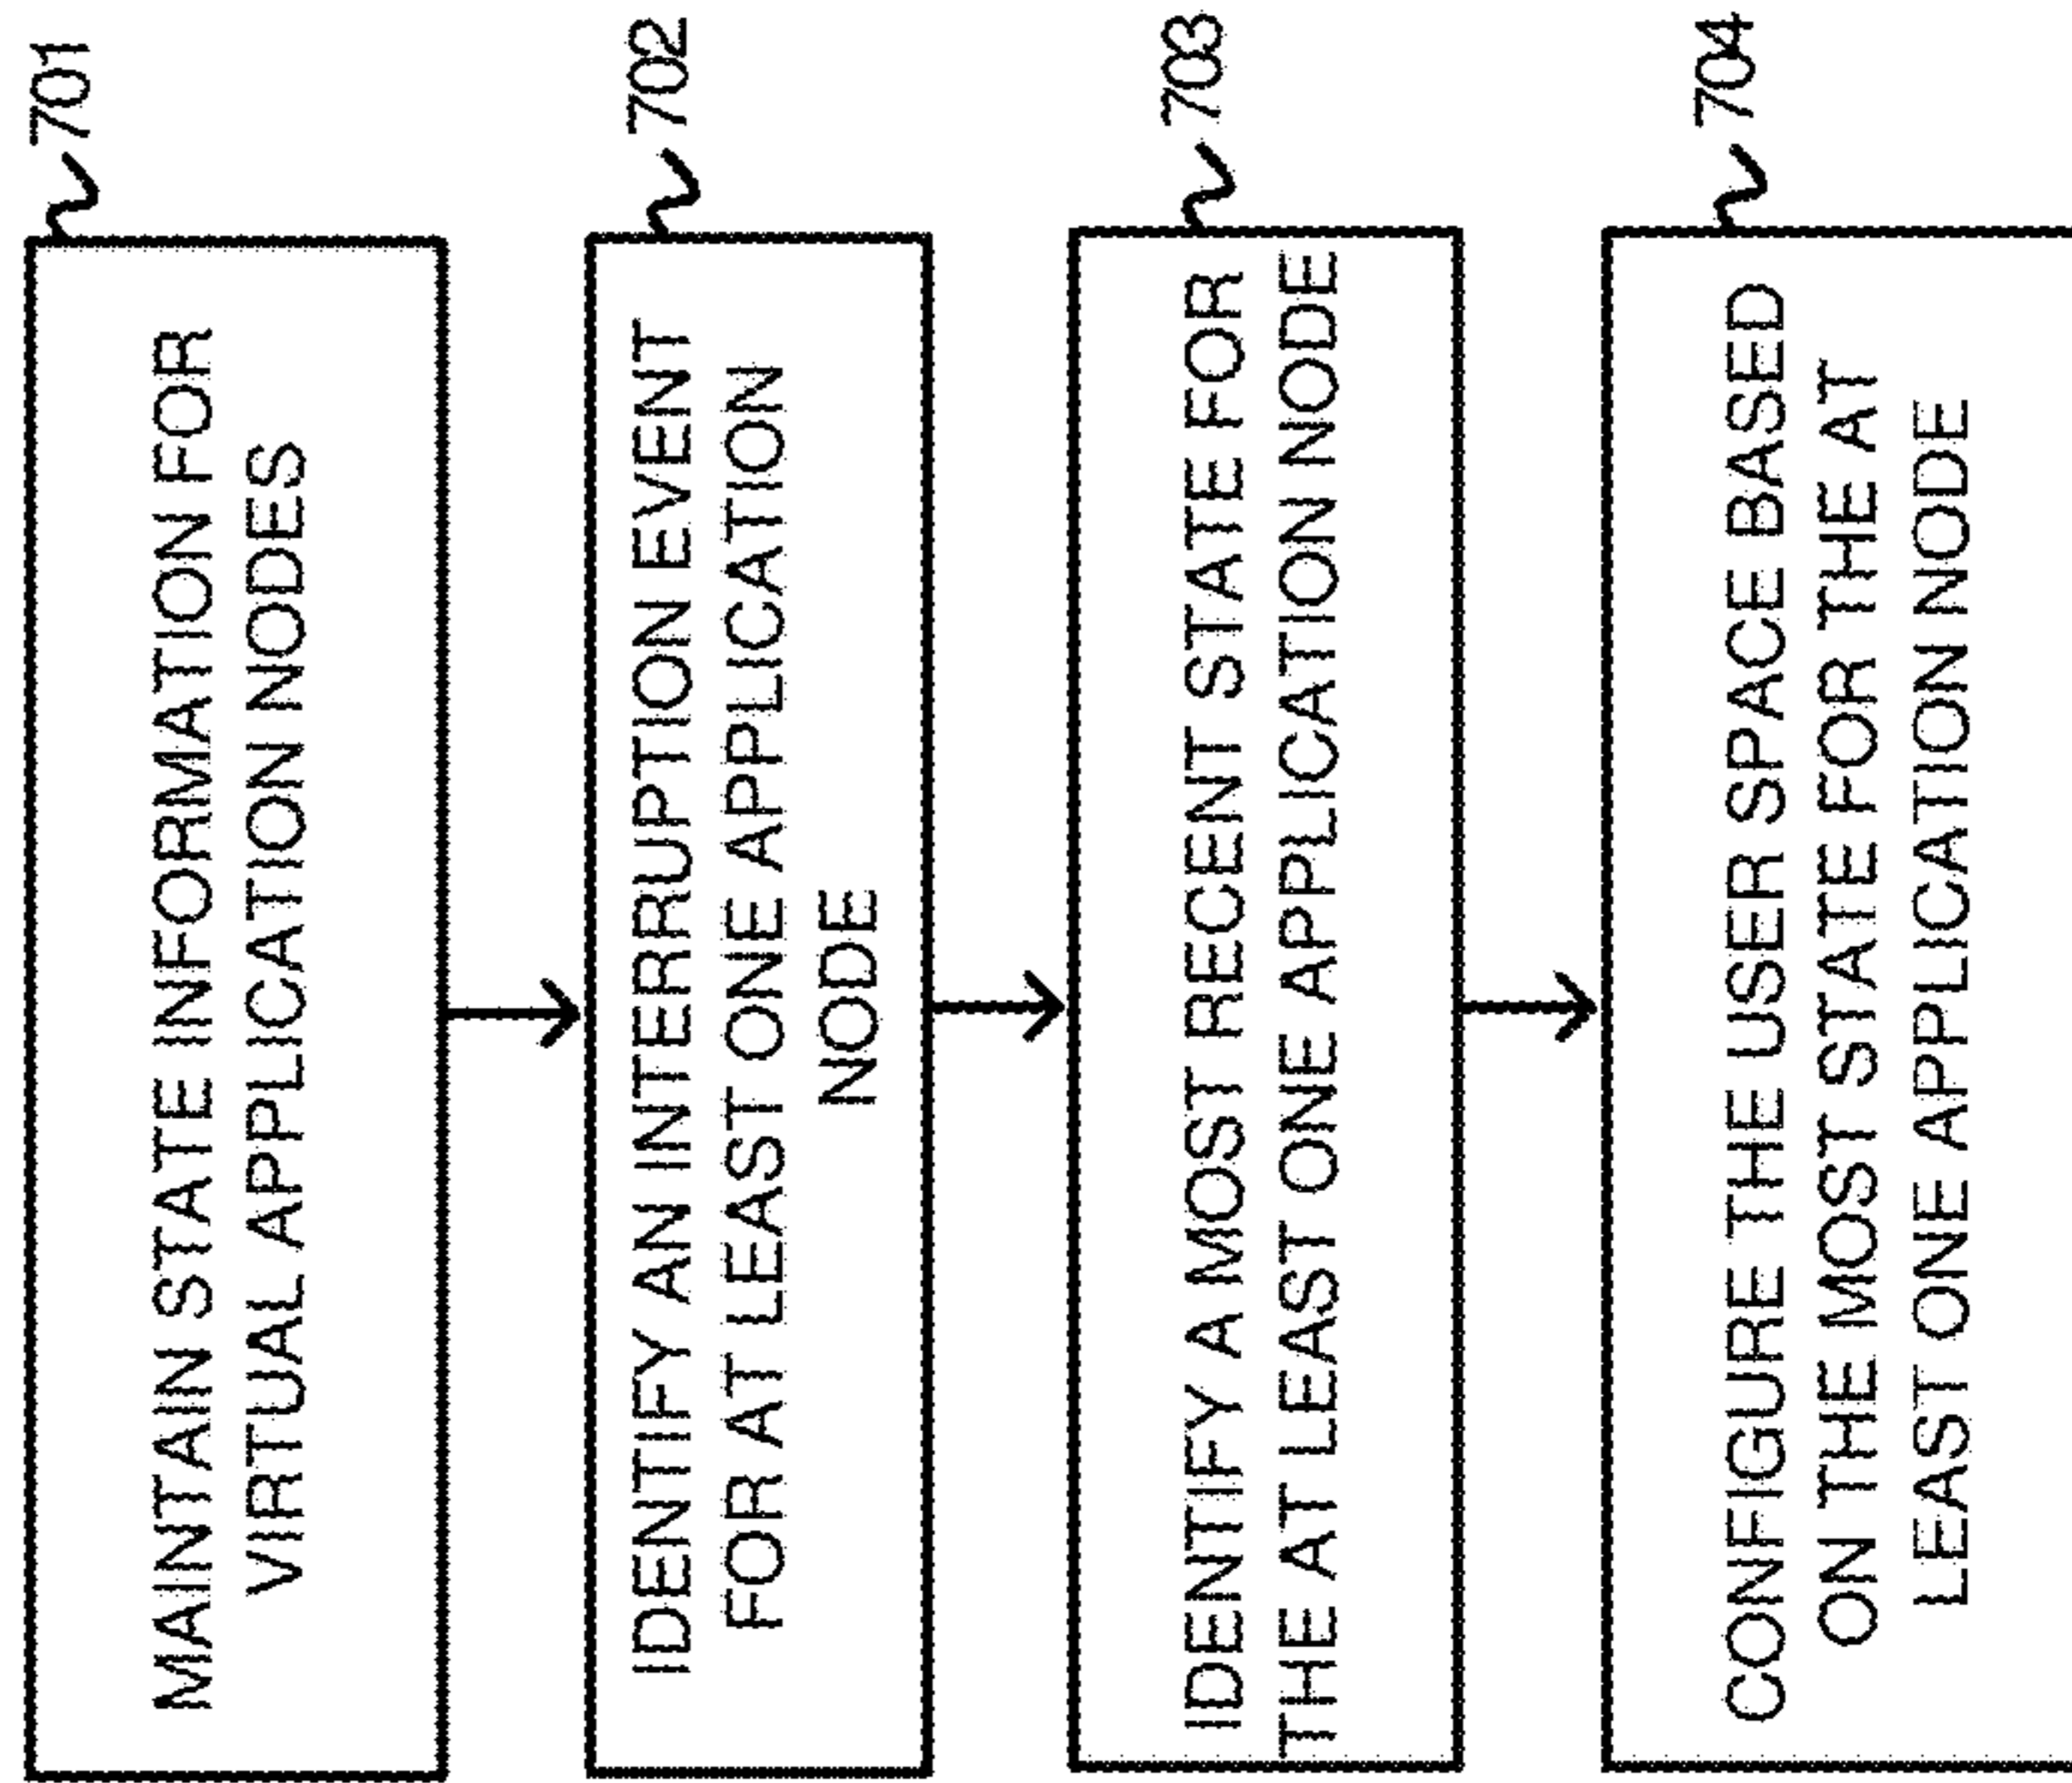 701
MAINTAIN STATE INFORMATION FOR
VIRTUAL APPLICATION NODES
702
IDENTIFY AN INTERRUPTION EVENT
FOR AT LEAST ONE APPLICATION
NODE
703
IDENTIFY A MOST RECENT STATE FOR
THE AT LEAST ONE APPLICATION NODE
704
CONFIGURE THE USER SPACE BASED
ON THE MOST STATE FOR THE AT
LEAST ONE APPLICATION NODE